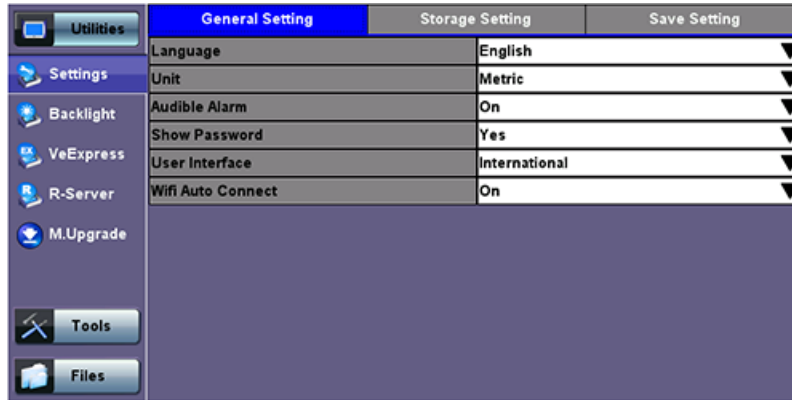 Utilities
General Setting Storage Setting Save Setting
Language English
Settings
Unit Metric
Audible Alarm On
Backlight
Show Password Yes
VeExpress
User Interface International
R-Server
Wifi Auto Connect On
M.Upgrade
Tools
Files